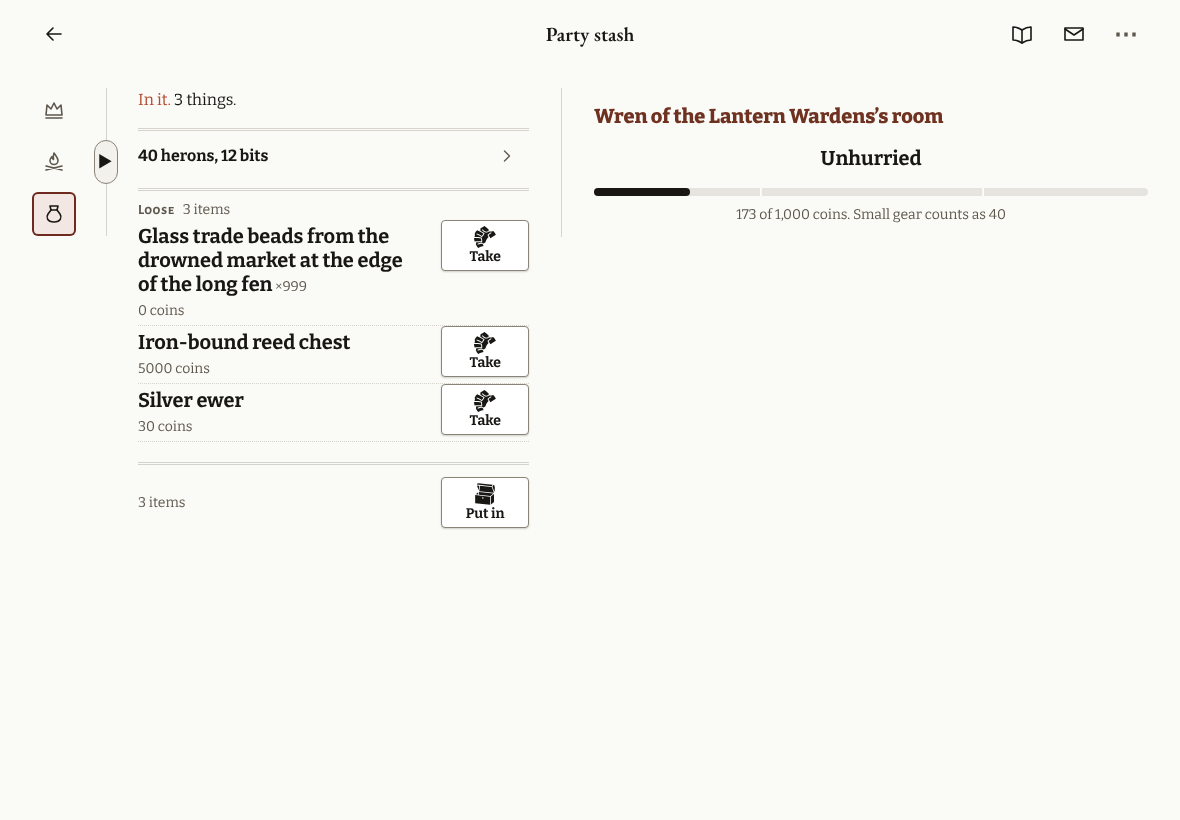 Party stash
In it. 3 things.
40 herons, 12 bits
Loose 3 items
Glass trade beads from the
drowned market at the edge
of the long fen ×999
0 coins
Take
Iron-bound reed chest
5000 coins
Take
Silver ewer
30 coins
Take
3 items
Put in
Wren of the Lantern Wardens’s room
Unhurried
173 of 1,000 coins. Small gear counts as 40